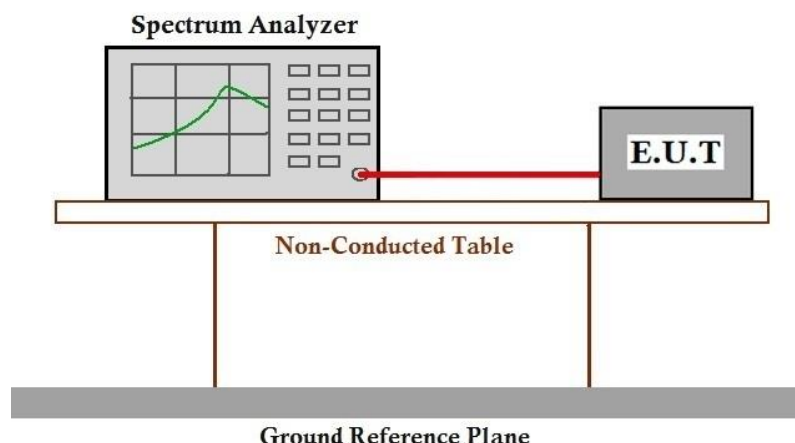 Spectrum Analyzer
E.U.T
Non-Conducted Table
Ground Reference Plane